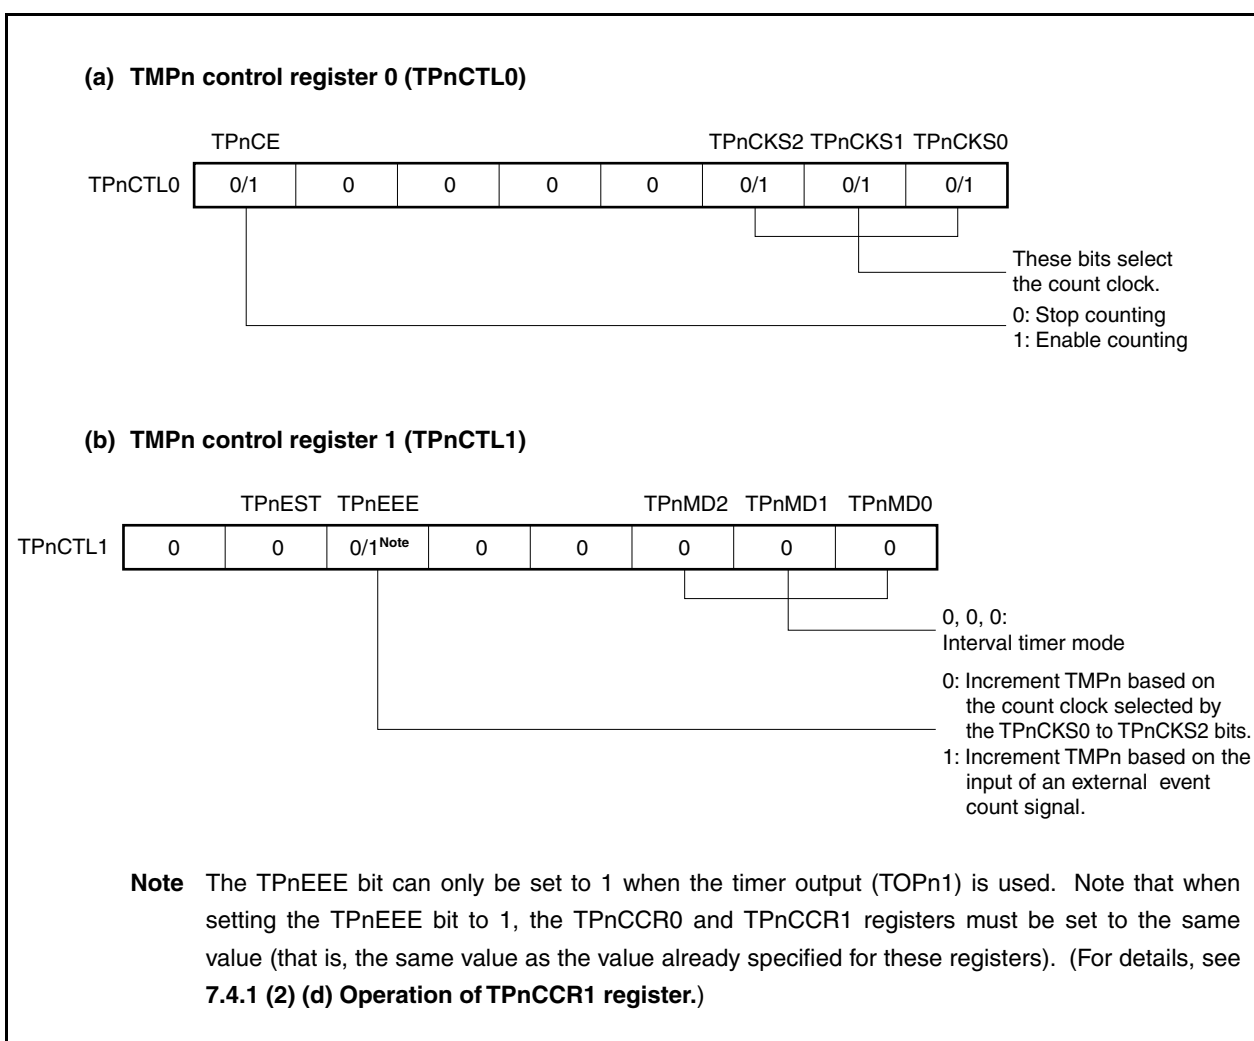 (a) TMPn control register 0 (TPnCTL0)
TPnCE TPnCKS2 TPnCKS1 TPnCKS0
TPnCTL0 0/1 0 0 0 0 0/1 0/1 0/1
These bits select
the count clock.
0: Stop counting
1: Enable counting
(b) TMPn control register 1 (TPnCTL1)
TPnEST TPnEEE TPnMD2 TPnMD1 TPnMD0
TPnCTL1 0 0 0/1Note 0 0 0 0 0
0, 0, 0:
Interval timer mode
0: Increment TMPn based on
the count clock selected by
the TPnCKS0 to TPnCKS2 bits.
1: Increment TMPn based on the
input of an external event
count signal.
Note The TPnEEE bit can only be set to 1 when the timer output (TOPn1) is used. Note that when
setting the TPnEEE bit to 1, the TPnCCR0 and TPnCCR1 registers must be set to the same
value (that is, the same value as the value already specified for these registers). (For details, see
7.4.1 (2) (d) Operation of TPnCCR1 register.)